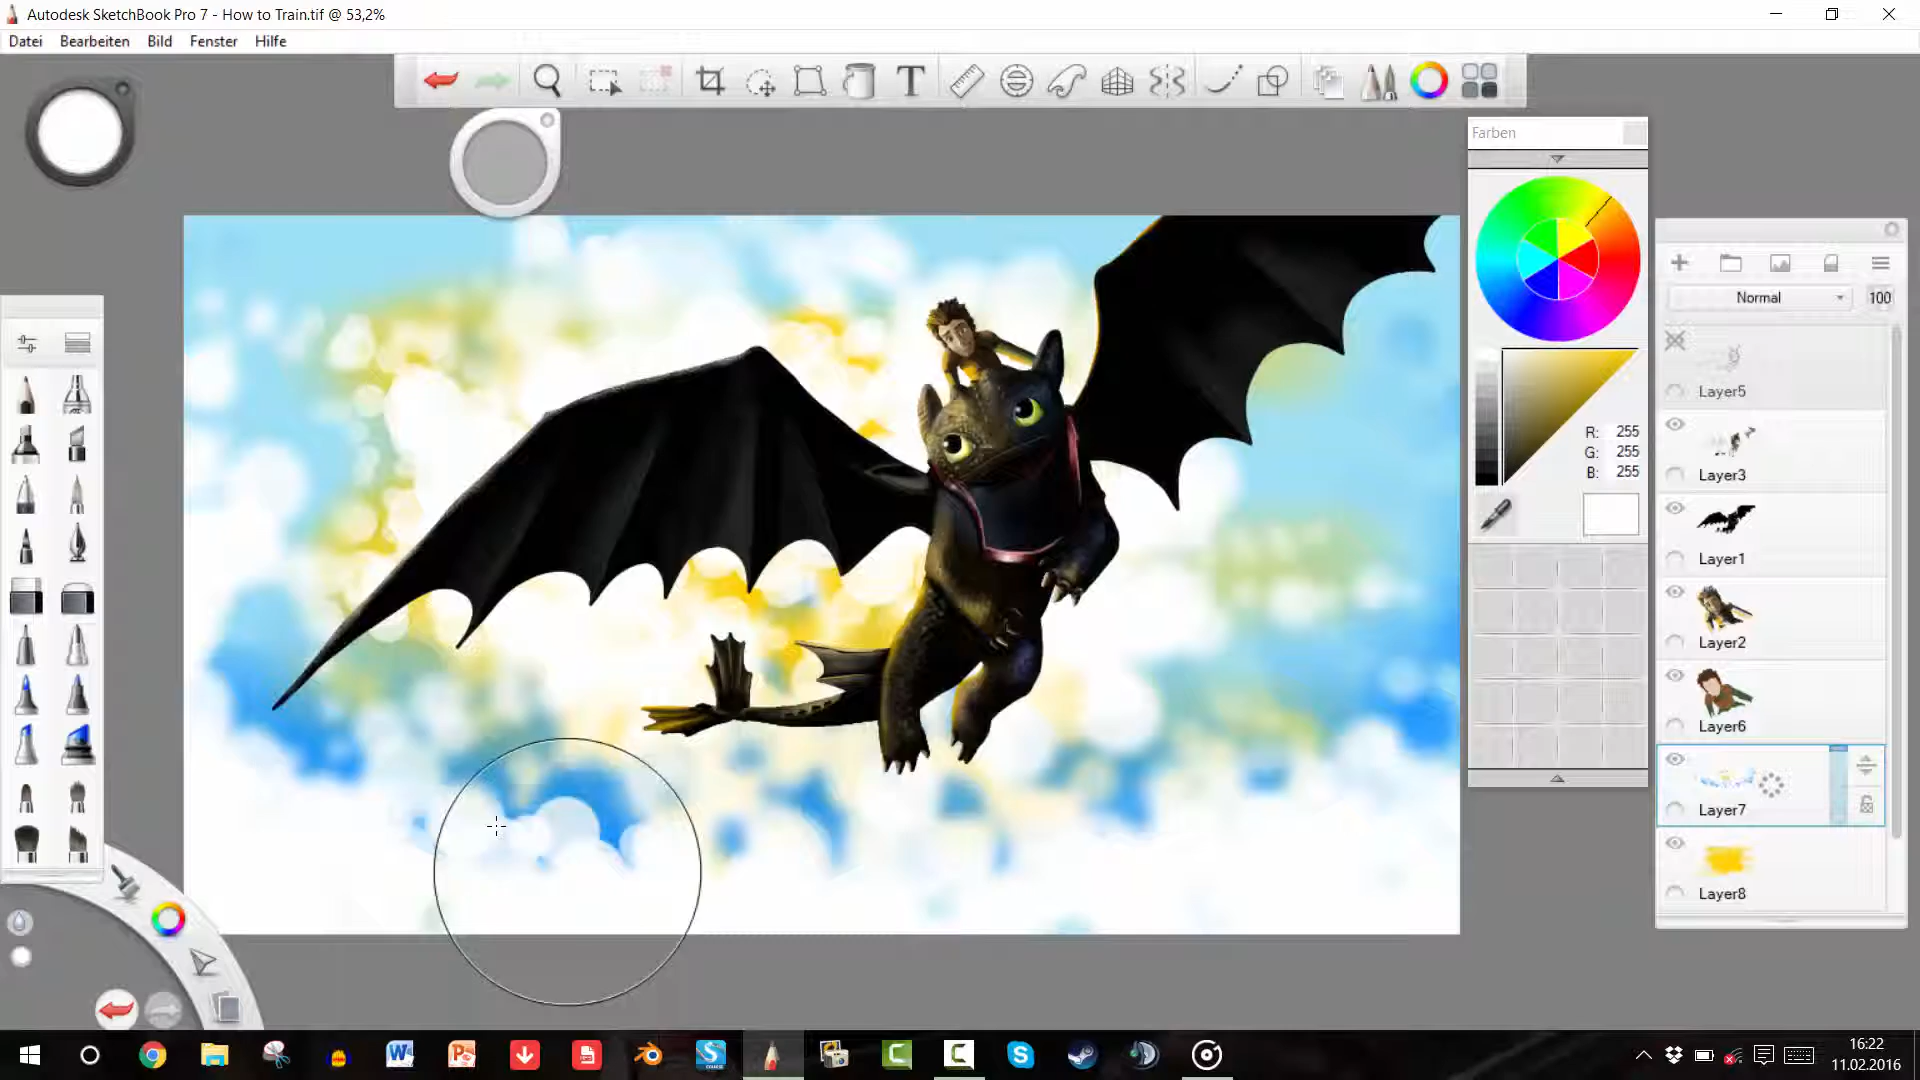 Autodesk SketchBook Pro 7 - How to Train.tif @ 53,2%
Datei Bearbeiten Bild Fenster Hilfe
Farben
R: 255
G: 255
B: 255
Normal 100
Layer5
Layer3
Layer1
Layer2
Layer6
Layer7
Layer8
16:22
11.02.2016